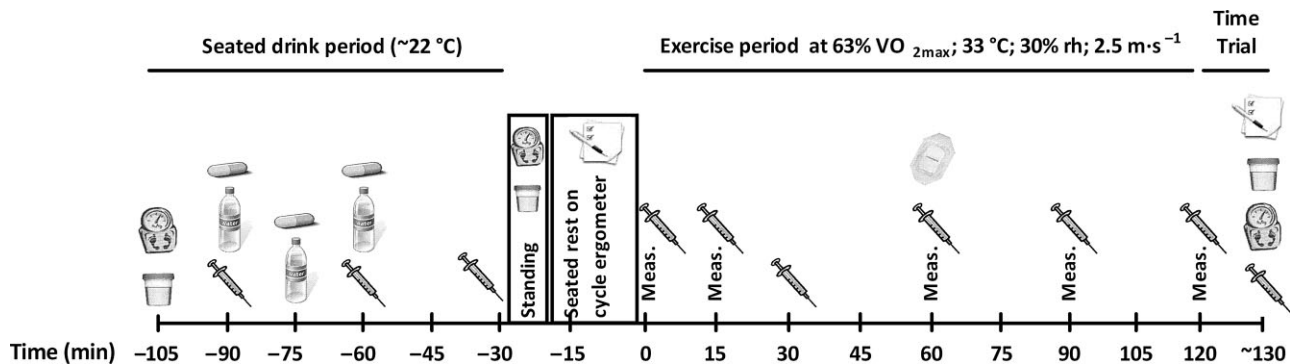 Seated drink period (~22 °C)
Exercise period at 63% VO 2max; 33 °C; 30% rh; 2.5 m·s −1
Time
Trial
Standing
Seated rest on
cycle ergometer
Meas.
Meas.
Meas.
Meas.
Meas.
Time (min) −105 −90 −75 −60 −45 −30 −15 0 15 30 45 60 75 90 105 120 ~130